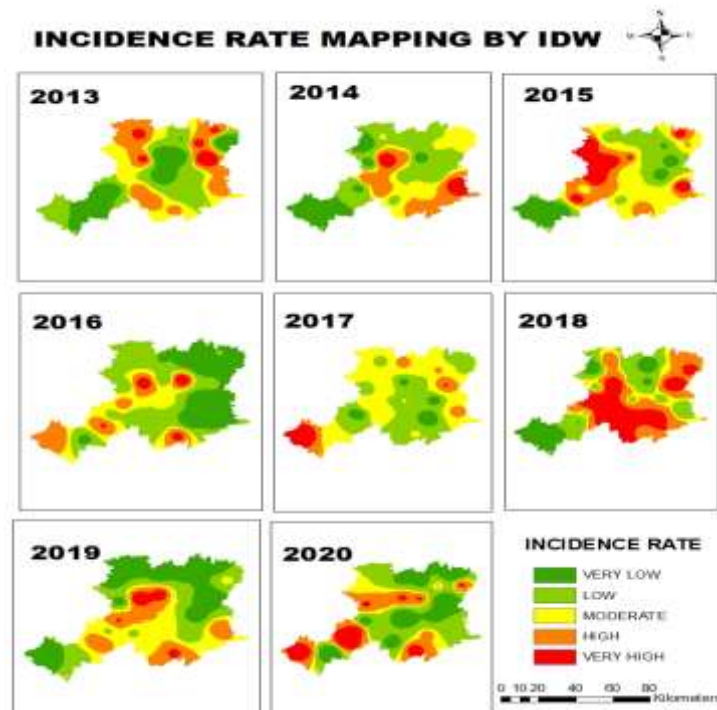 INCIDENCE RATE MAPPING BY IDW
2013
2014
2015
2016
2017
2018
2019
2020
INCIDENCE RATE
VERY LOW
LOW
MODERATE
HIGH
VERY HIGH
0 10 20 40 60 80
Kilometers